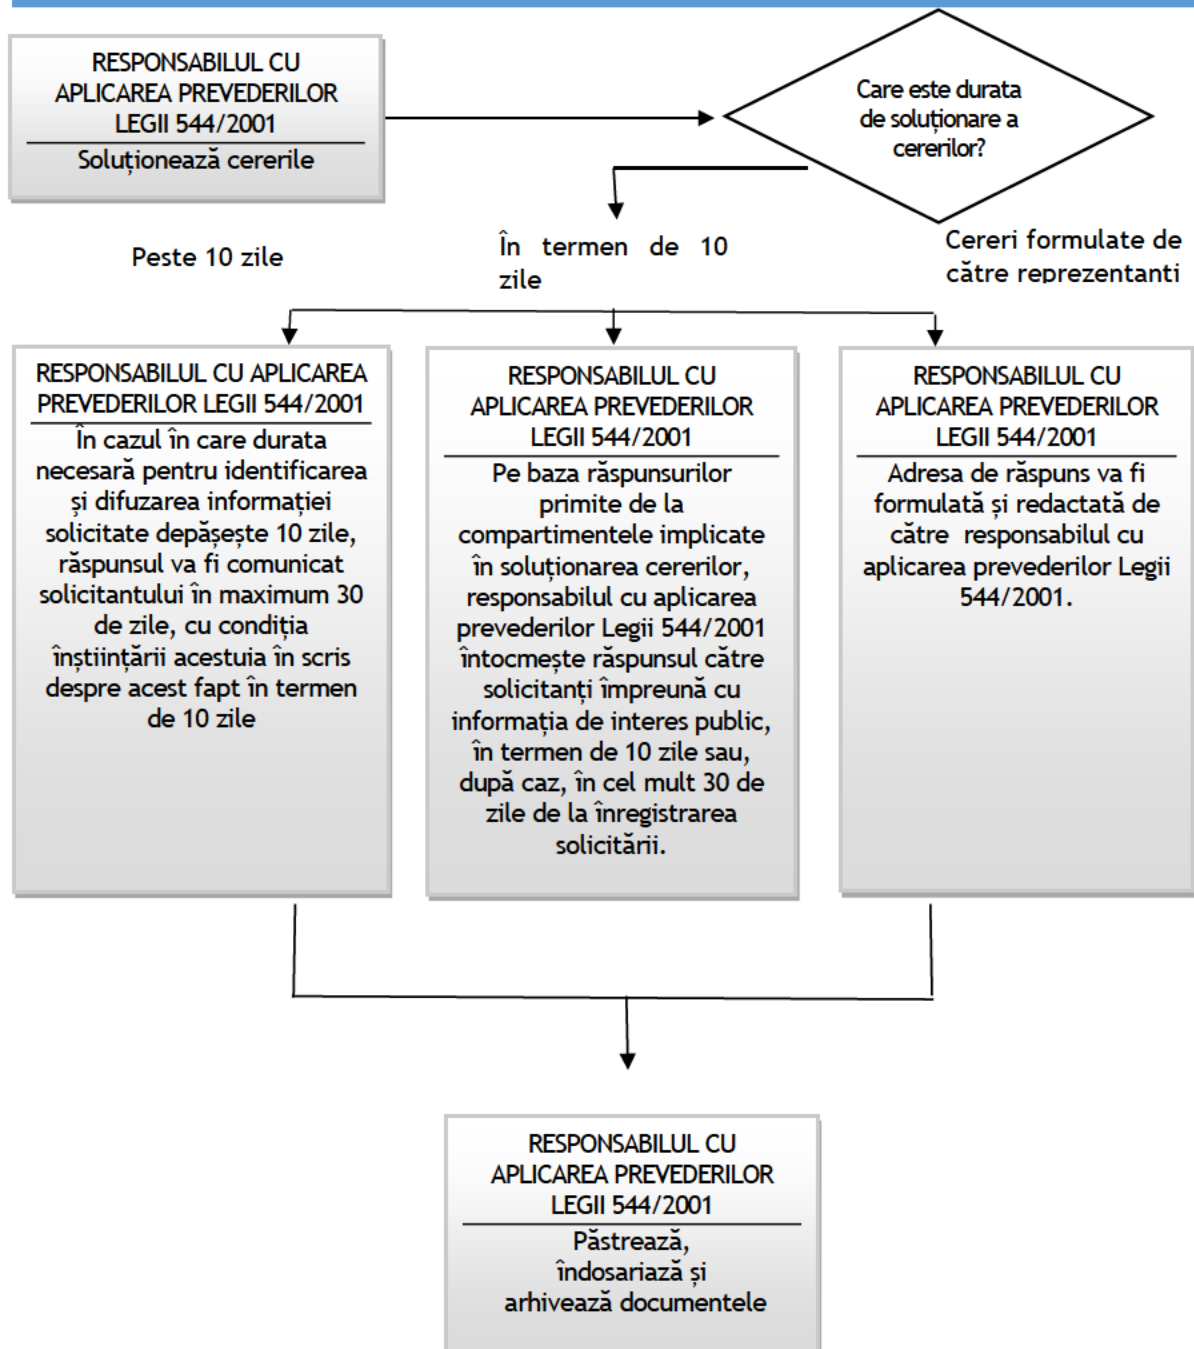 RESPONSABILUL CU
APLICAREA PREVEDERILOR
LEGII 544/2001
Soluționează cererile
Care este durata
de soluționare a
cererilor?
Peste 10 zile
În termen de 10
zile
Cereri formulate de
către reprezentanti
RESPONSABILUL CU APLICAREA
PREVEDERILOR LEGII 544/2001
În cazul în care durata
necesară pentru identificarea
şi difuzarea informației
solicitate depășește 10 zile,
răspunsul va fi comunicat
solicitantului în maximum 30
de zile, cu condiția
înștiințării acestuia în scris
despre acest fapt în termen
de 10 zile
RESPONSABILUL CU
APLICAREA PREVEDERILOR
LEGII 544/2001
Pe baza răspunsurilor
primite de la
compartimentele implicate
în soluționarea cererilor,
responsabilul cu aplicarea
prevederilor Legii 544/2001
întocmește răspunsul către
solicitanți împreună cu
informația de interes public,
în termen de 10 zile sau,
după caz, în cel mult 30 de
zile de la înregistrarea
solicitării.
RESPONSABILUL CU
APLICAREA PREVEDERILOR
LEGII 544/2001
Adresa de răspuns va fi
formulată și redactată de
către responsabilul cu
aplicarea prevederilor Legii
544/2001.
RESPONSABILUL CU
APLICAREA PREVEDERILOR
LEGII 544/2001
Păstrează,
îndosariază și
arhivează documentele